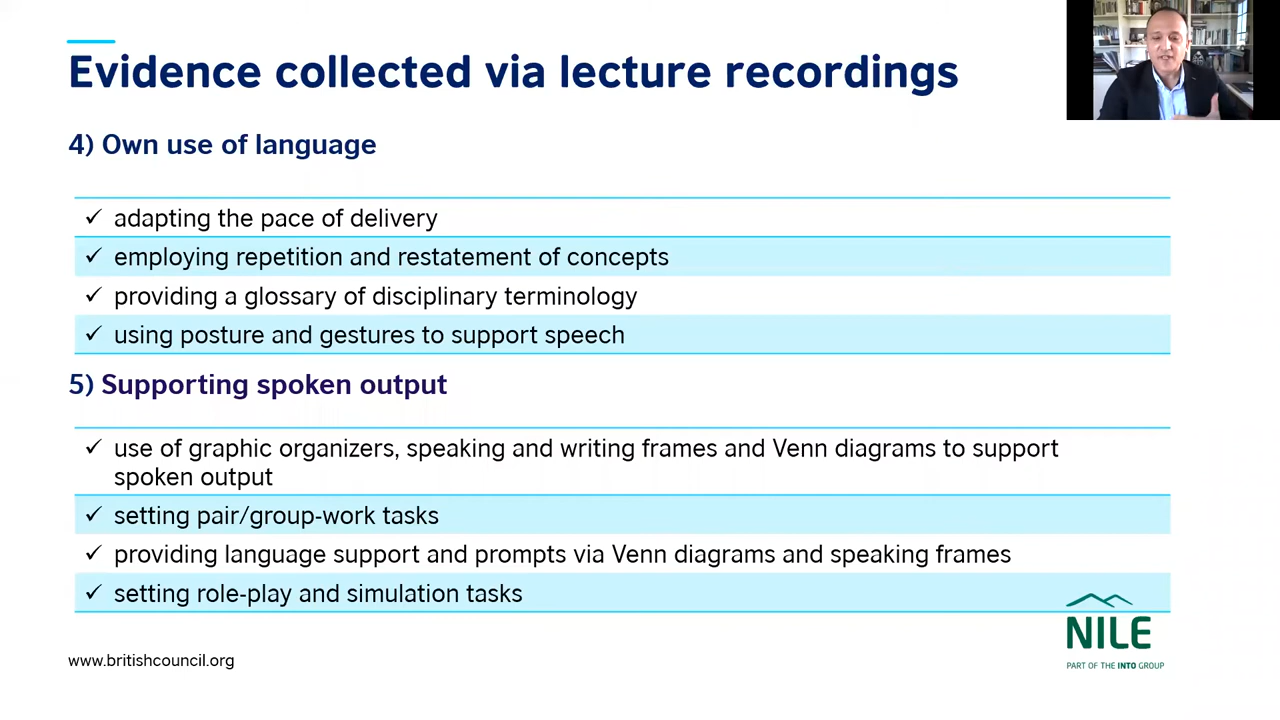 Evidence collected via lecture recordings
4) Own use of language
✓ adapting the pace of delivery
✓ employing repetition and restatement of concepts
✓ providing a glossary of disciplinary terminology
✓ using posture and gestures to support speech
5) Supporting spoken output
✓ use of graphic organizers, speaking and writing frames and Venn diagrams to support
spoken output
✓ setting pair/group-work tasks
✓ providing language support and prompts via Venn diagrams and speaking frames
✓ setting role-play and simulation tasks
NILE
PART OF THE INTO GROUP
www.britishcouncil.org